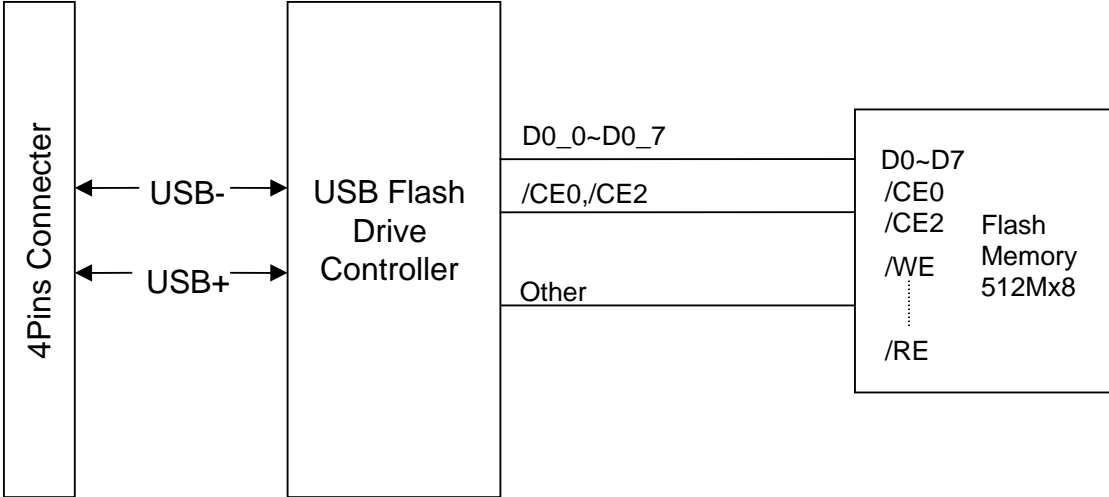 4Pins Connecter
USB-
USB+
USB Flash
Drive
Controller
D0_0~D0_7
/CE0,/CE2
Other
D0~D7
/CE0
/CE2
/WE
/RE
Flash
Memory
512Mx8